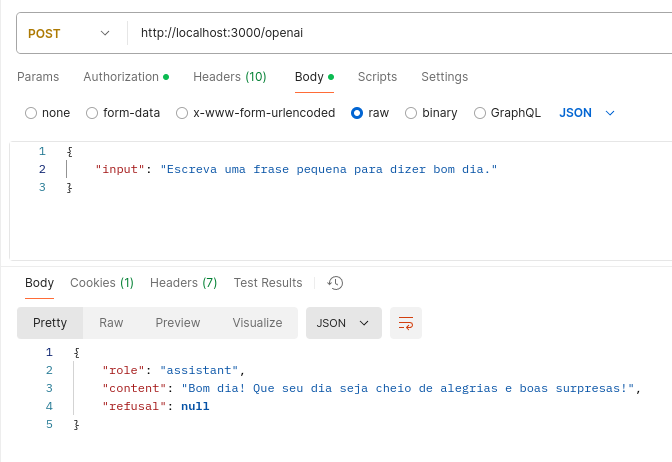 POST http://localhost:3000/openai
Params Authorization Headers (10) Body Scripts Settings
none form-data x-www-form-urlencoded raw binary GraphQL JSON
1 {
2 "input": "Escreva uma frase pequena para dizer bom dia."
3 }
Body Cookies (1) Headers (7) Test Results
Pretty Raw Preview Visualize JSON
1 {
2 "role": "assistant",
3 "content": "Bom dia! Que seu dia seja cheio de alegrias e boas surpresas!",
4 "refusal": null
5 }